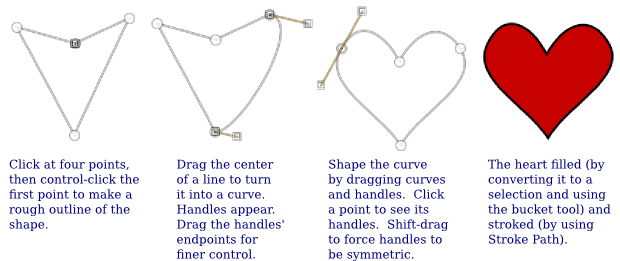 Click at four points,
then control-click the
first point to make a
rough outline of the
shape.
Drag the center
of a line to turn
it into a curve.
Handles appear.
Drag the handles'
endpoints for
finer control.
Shape the curve
by dragging curves
and handles.  Click
a point to see its
handles.  Shift-drag
to force handles to
be symmetric.
The heart filled (by
converting it to a
selection and using
the bucket tool) and
stroked (by using
Stroke Path).